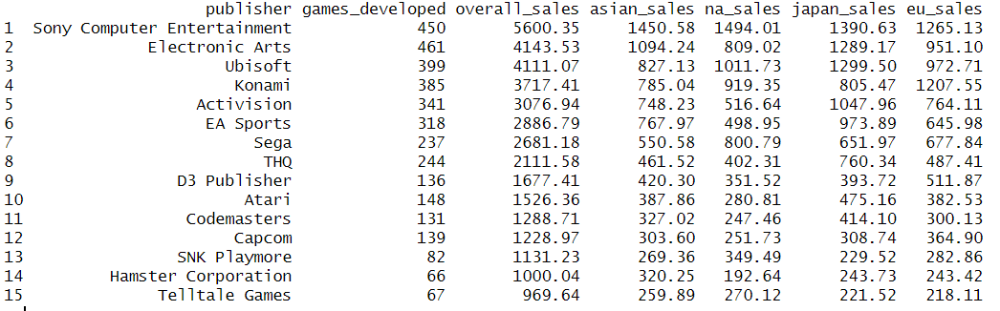 publisher games_developed overall_sales asian_sales na_sales japan_sales eu_sales
1 Sony Computer Entertainment 450 5600.35 1450.58 1494.01 1390.63 1265.13
2 Electronic Arts 461 4143.53 1094.24 809.02 1289.17 951.10
3 Ubisoft 399 4111.07 827.13 1011.73 1299.50 972.71
4 Konami 385 3717.41 785.04 919.35 805.47 1207.55
5 Activision 341 3076.94 748.23 516.64 1047.96 764.11
6 EA Sports 318 2886.79 767.97 498.95 973.89 645.98
7 Sega 237 2681.18 550.58 800.79 651.97 677.84
8 THQ 244 2111.58 461.52 402.31 760.34 487.41
9 D3 Publisher 136 1677.41 420.30 351.52 393.72 511.87
10 Atari 148 1526.36 387.86 280.81 475.16 382.53
11 Codemasters 131 1288.71 327.02 247.46 414.10 300.13
12 Capcom 139 1228.97 303.60 251.73 308.74 364.90
13 SNK Playmore 82 1131.23 269.36 349.49 229.52 282.86
14 Hamster Corporation 66 1000.04 320.25 192.64 243.73 243.42
15 Telltale Games 67 969.64 259.89 270.12 221.52 218.11